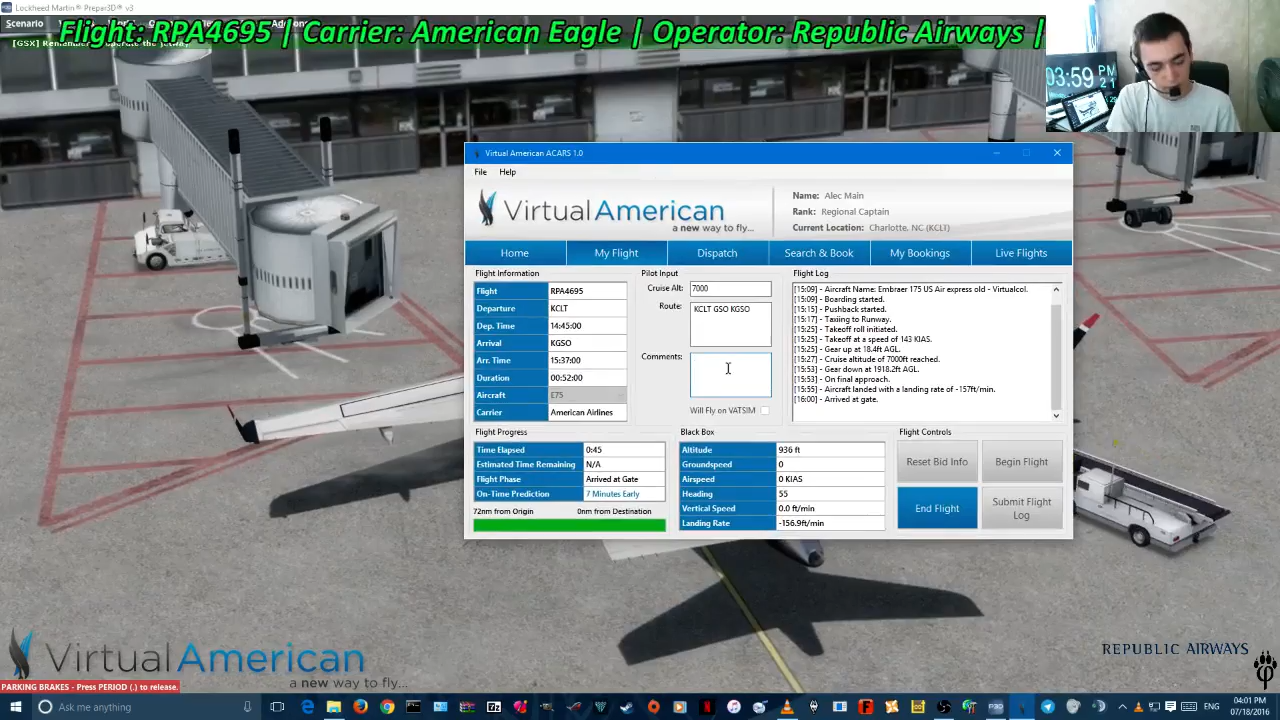 Lockheed Martin® Prepar3D® v3
Scenario
Flight: RPA4695 | Carrier: American Eagle | Operator: Republic Airways |
03:59 PM
Virtual American ACARS 1.0
File Help
VirtualAmerican
a new way to fly...
Name: Alec Main
Rank: Regional Captain
Current Location: Charlotte, NC (KCLT)
Home My Flight Dispatch Search & Book My Bookings Live Flights
Flight Information
Flight RPA4695
Departure KCLT
Dep. Time 14:45:00
Arrival KGSO
Arr. Time 15:37:00
Duration 00:52:00
Aircraft E75
Carrier American Airlines
Pilot Input
Cruise Alt: 7000
Route: KCLT GSO KGSO
Comments:
Will Fly on VATSIM
Flight Log
[15:09] - Aircraft Name: Embraer 175 US Air express old - Virtualcol.
[15:09] - Boarding started.
[15:15] - Pushback started.
[15:17] - Taxiing to Runway.
[15:25] - Takeoff roll initiated.
[15:25] - Takeoff at a speed of 143 KIAS.
[15:25] - Gear up at 18.4ft AGL.
[15:27] - Cruise altitude of 7000ft reached.
[15:53] - Gear down at 1918.2ft AGL.
[15:53] - On final approach.
[15:55] - Aircraft landed with a landing rate of -157ft/min.
[16:00] - Arrived at gate.
Flight Progress
Time Elapsed 0:45
Estimated Time Remaining N/A
Flight Phase Arrived at Gate
On-Time Prediction 7 Minutes Early
72nm from Origin 0nm from Destination
Black Box
Altitude 936 ft
Groundspeed 0
Airspeed 0 KIAS
Heading 55
Vertical Speed 0.0 ft/min
Landing Rate -156.9ft/min
Flight Controls
Reset Bid Info Begin Flight
End Flight Submit Flight Log
VirtualAmerican
a new way to fly...
REPUBLIC AIRWAYS
PARKING BRAKES - Press PERIOD (.) to release.
Ask me anything
ENG
04:01 PM
07/18/2016